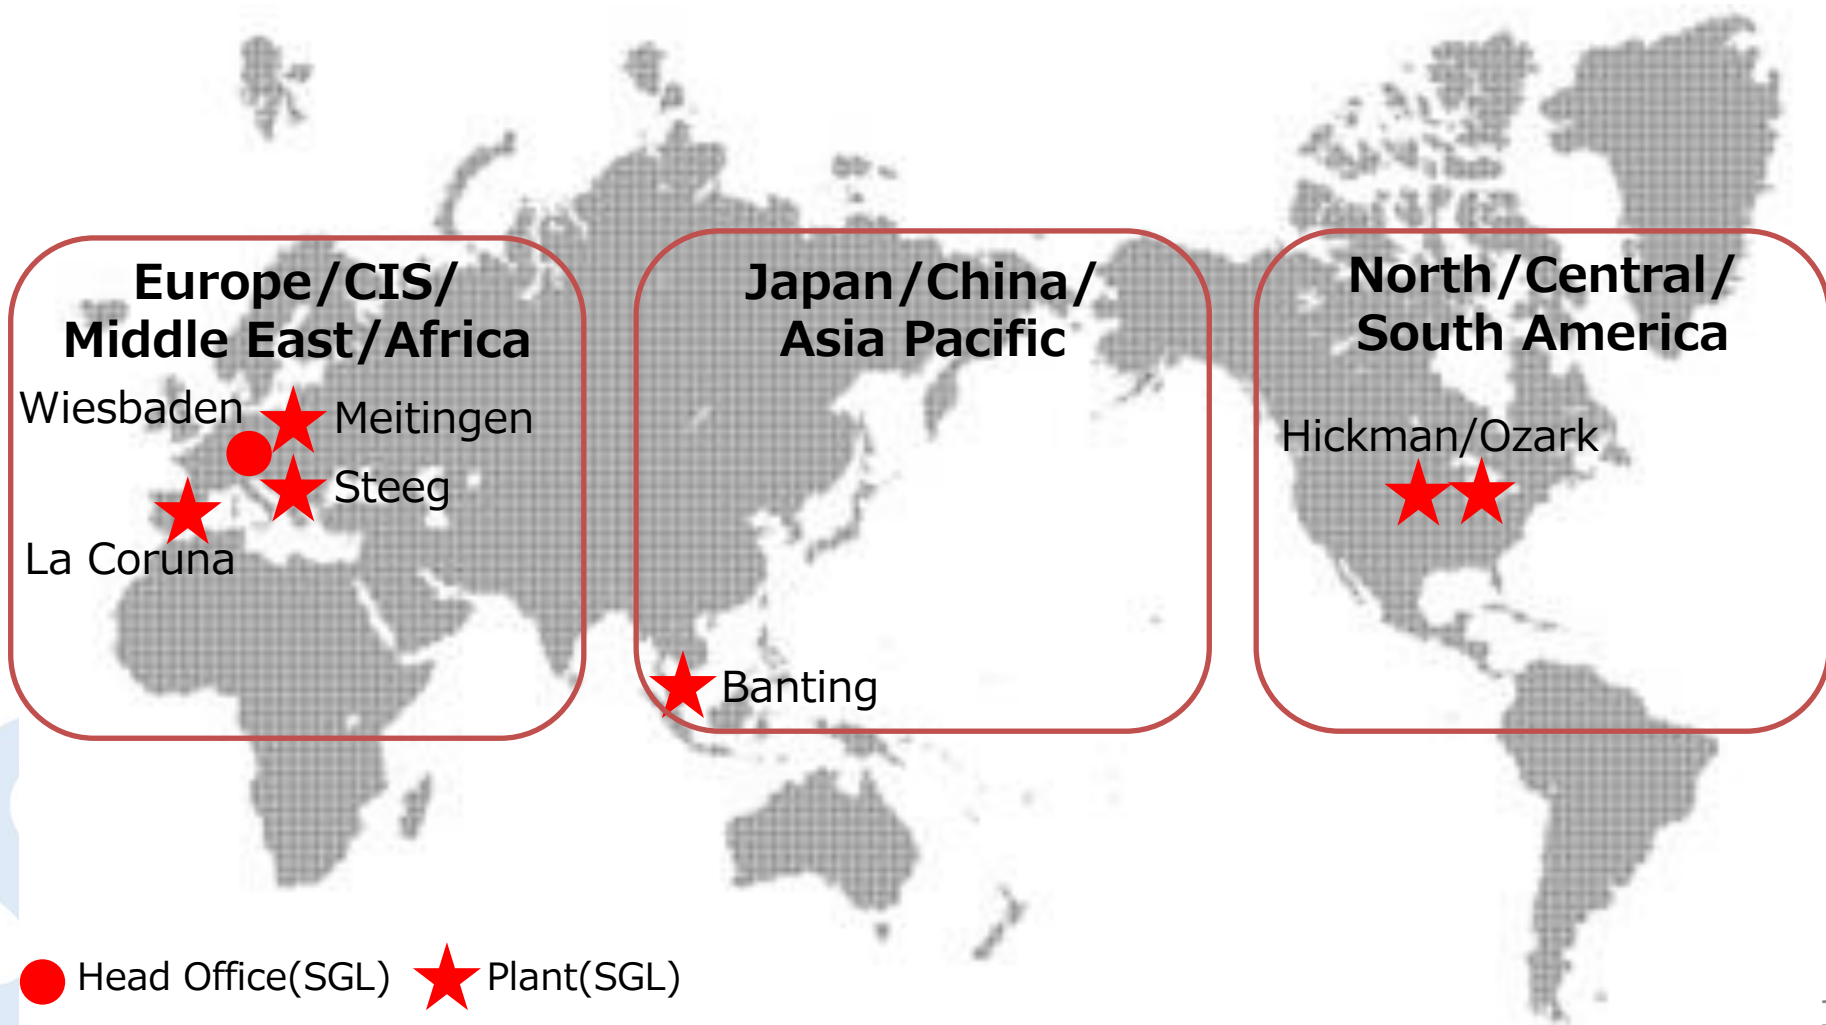 Europe/CIS/
Middle East/Africa
Japan/China/
Asia Pacific
North/Central/
South America
Wiesbaden
Meitingen
Steeg
La Coruna
Hickman/Ozark
Banting
Head Office(SGL)
Plant(SGL)